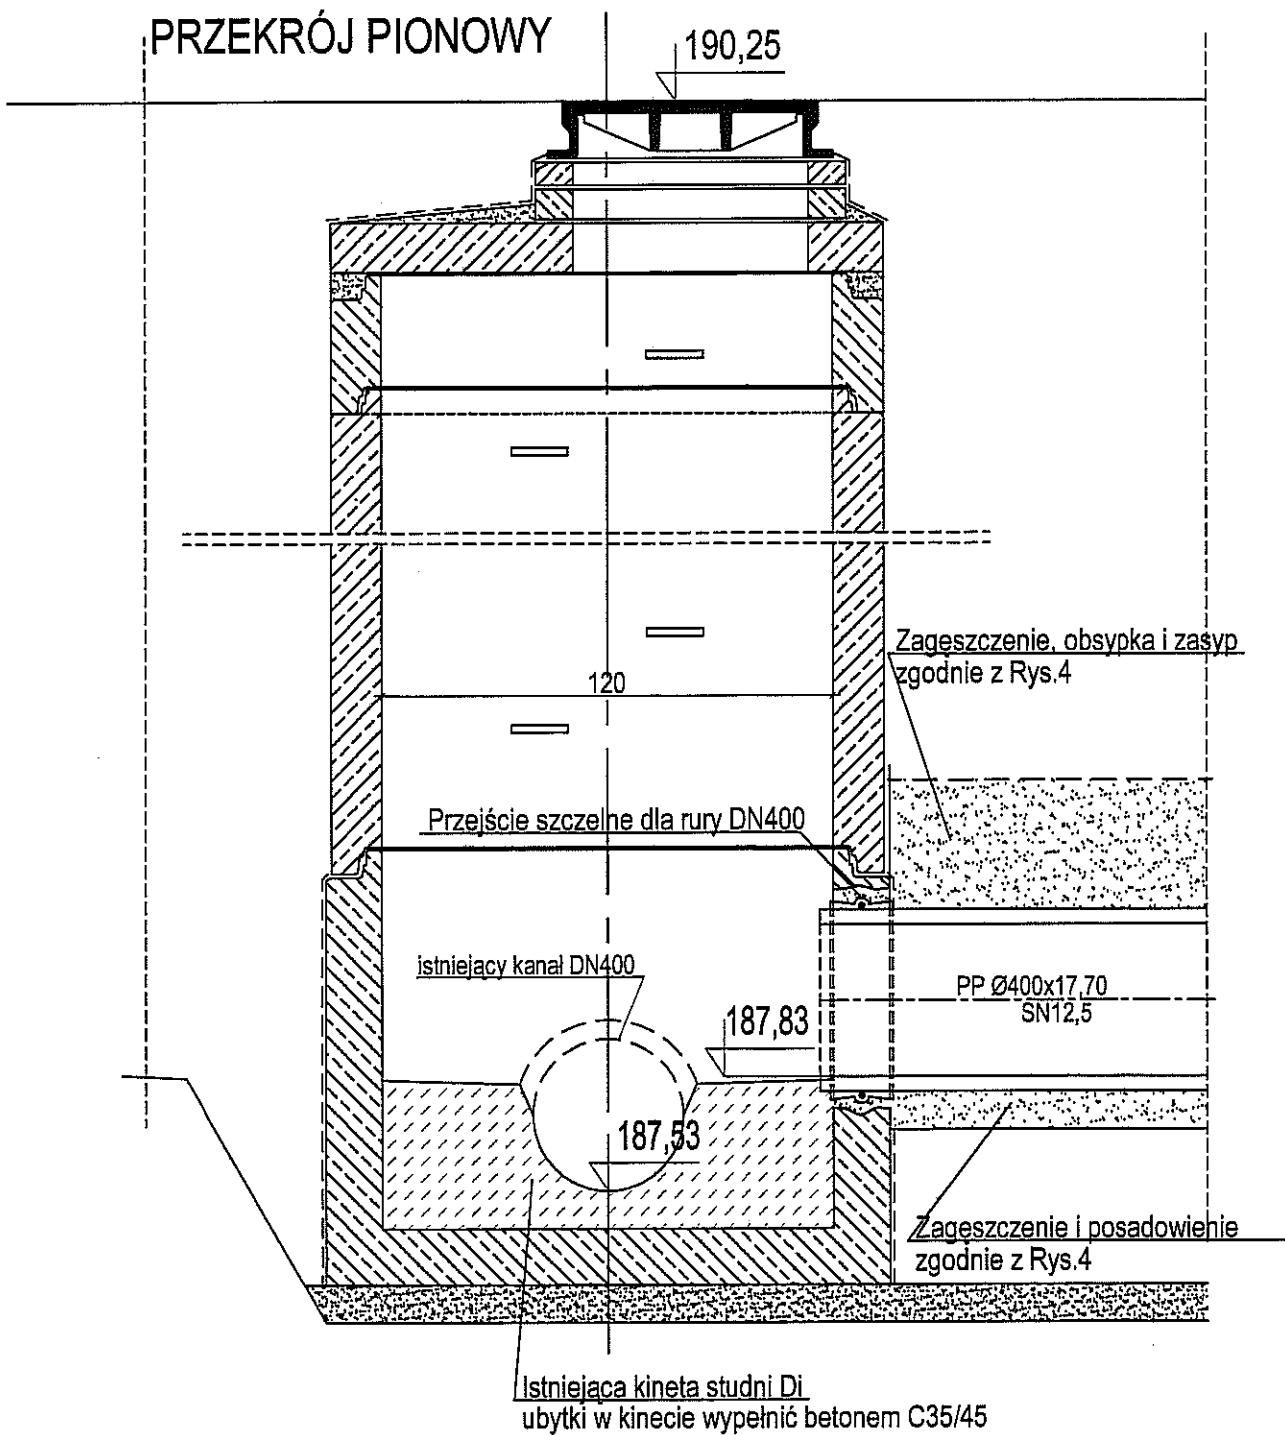 PRZEKRÓJ PIONOWY
190,25
Zagęszczenie, obsypka i zasyp
zgodnie z Rys.4
120
Przejście szczelne dla rury DN400
istniejący kanał DN400
PP Ø400x17,70
SN12,5
187,83
187,53
Zagęszczenie i posadowienie
zgodnie z Rys.4
Istniejąca kineta studni Di
ubytki w kinecie wypełnić betonem C35/45